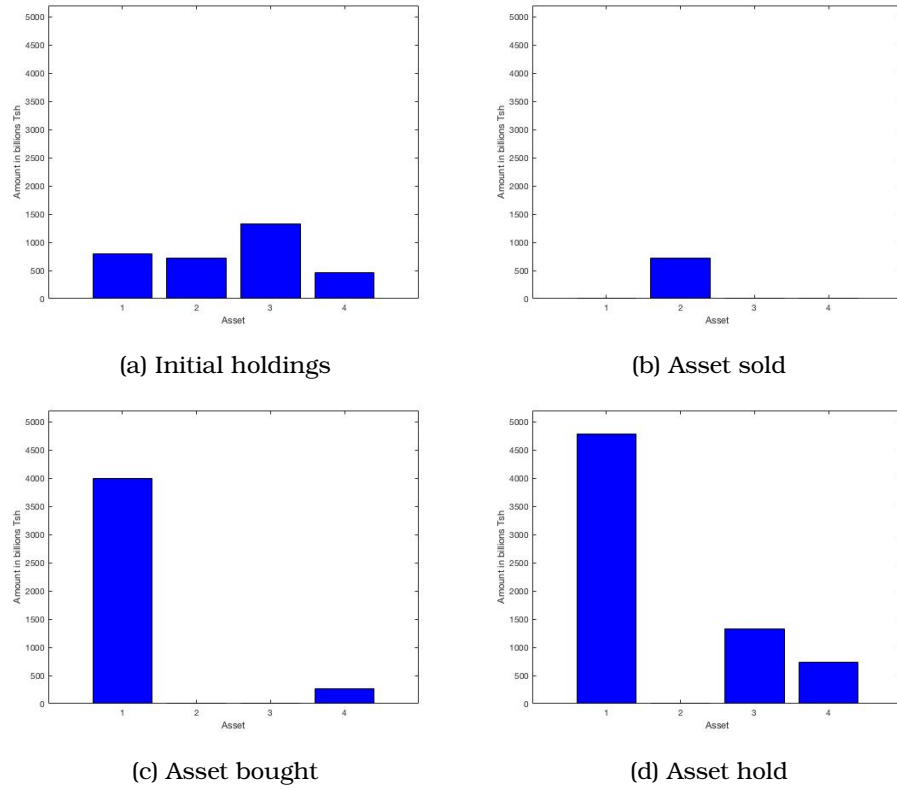 5000
4500
4000
3500
3000
2500
2000
1500
1000
500
0
Amount in billions Tsh
1 2 3 4
Asset
(a) Initial holdings
5000
4500
4000
3500
3000
2500
2000
1500
1000
500
0
Amount in billions Tsh
1 2 3 4
Asset
(b) Asset sold
5000
4500
4000
3500
3000
2500
2000
1500
1000
500
0
Amount in billions Tsh
1 2 3 4
Asset
(c) Asset bought
5000
4500
4000
3500
3000
2500
2000
1500
1000
500
0
Amount in billions Tsh
1 2 3 4
Asset
(d) Asset hold